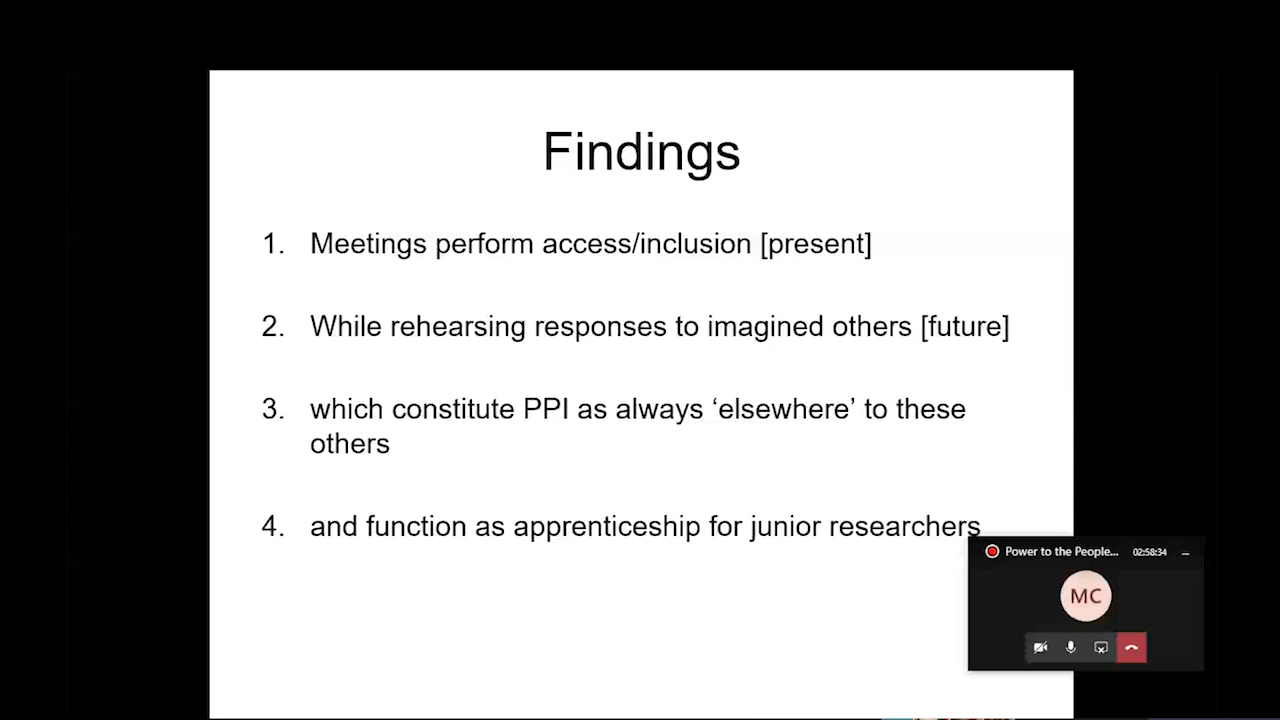 Findings
1. Meetings perform access/inclusion [present]
2. While rehearsing responses to imagined others [future]
3. which constitute PPI as always ‘elsewhere’ to these
others
4. and function as apprenticeship for junior researchers
Power to the People... 02:58:34
MC